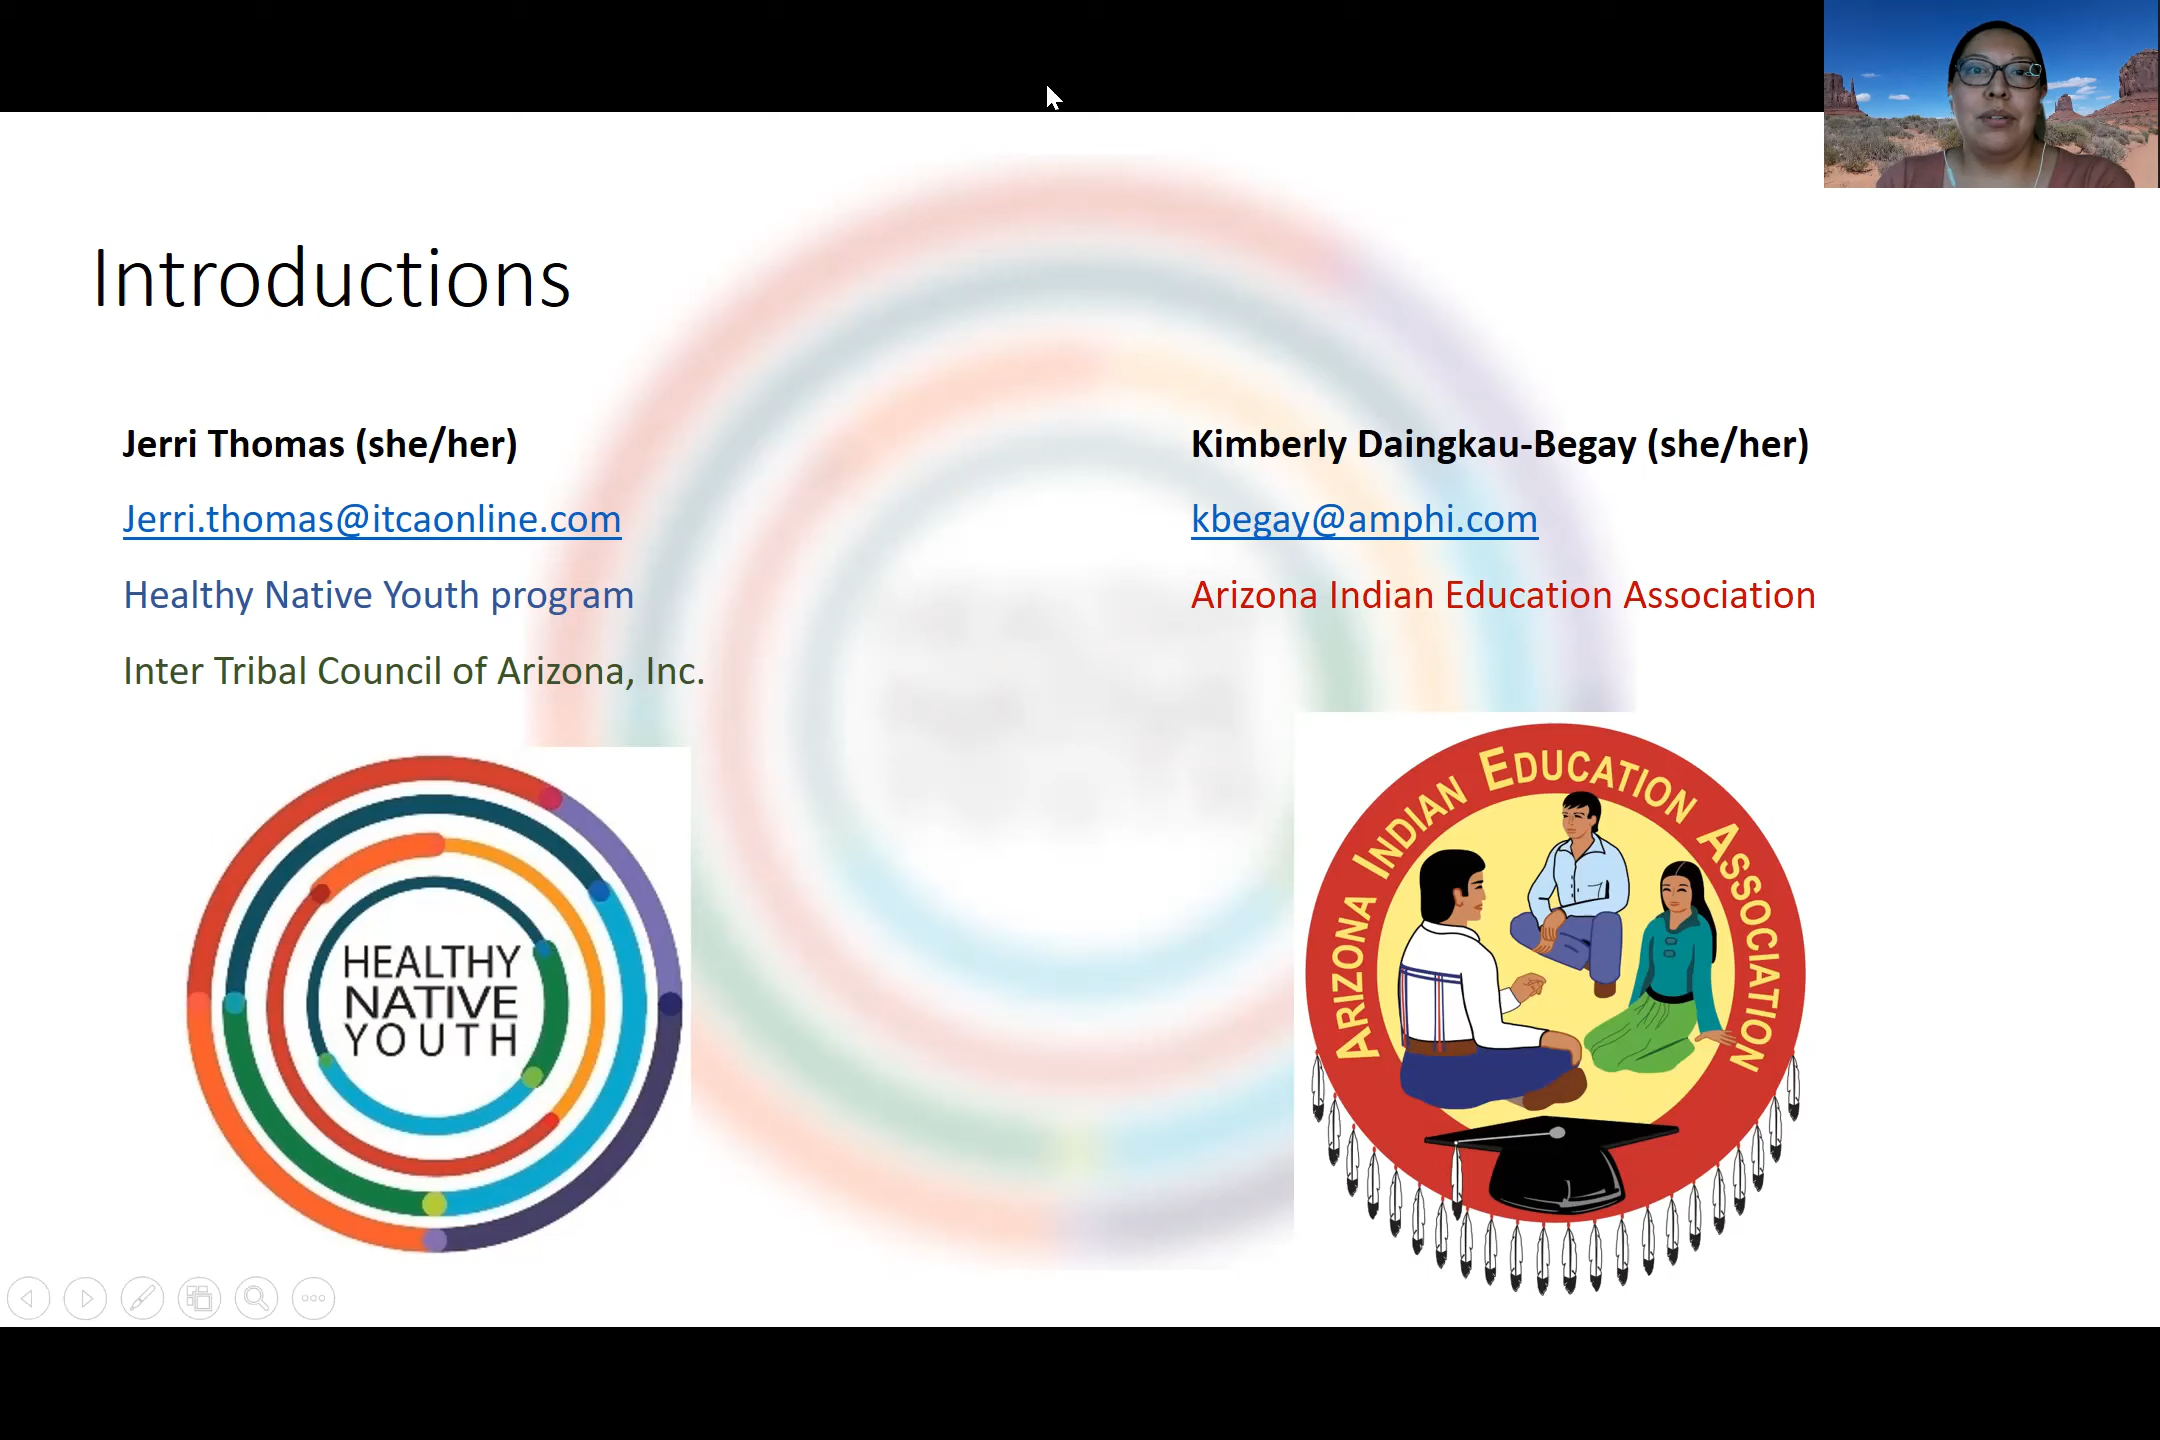 Introductions
Jerri Thomas (she/her)
Jerri.thomas@itcaonline.com
Healthy Native Youth program
Inter Tribal Council of Arizona, Inc.
Kimberly Daingkau-Begay (she/her)
kbegay@amphi.com
Arizona Indian Education Association
HEALTHY
NATIVE
YOUTH
ARIZONA INDIAN EDUCATION ASSOCIATION